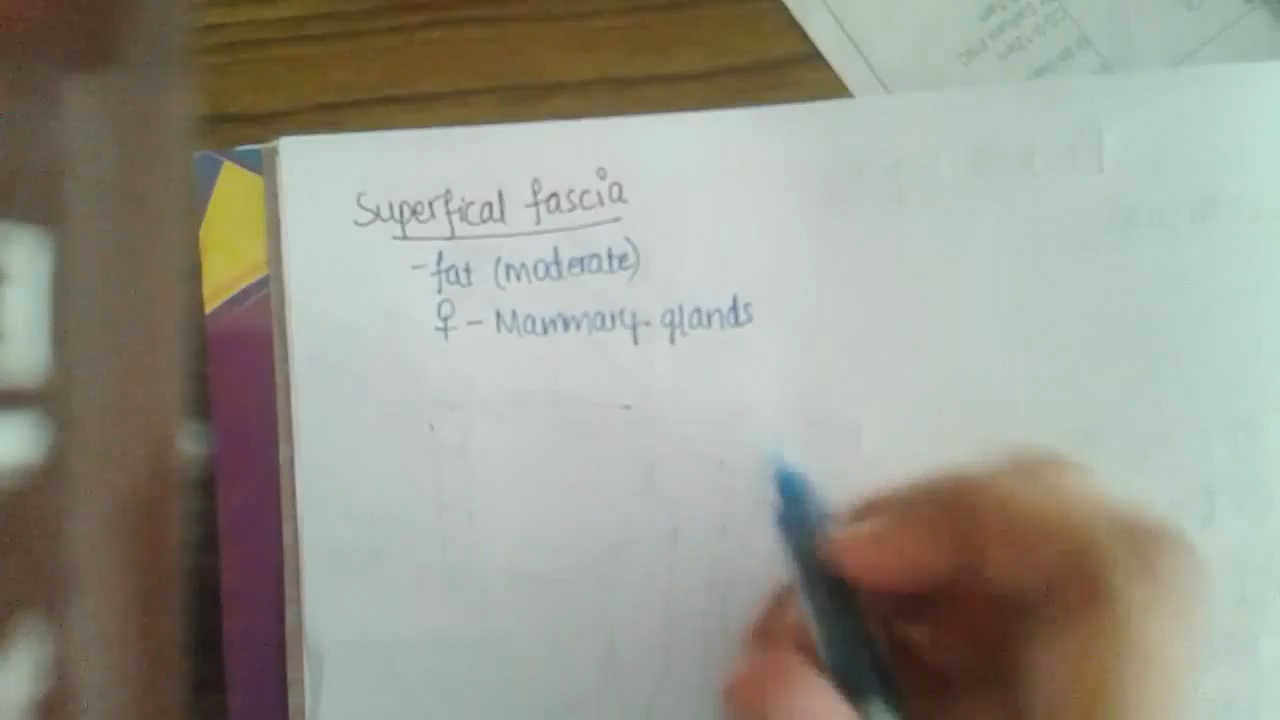 Superfical fascia
- fat (moderate)
♀ - Mammary glands